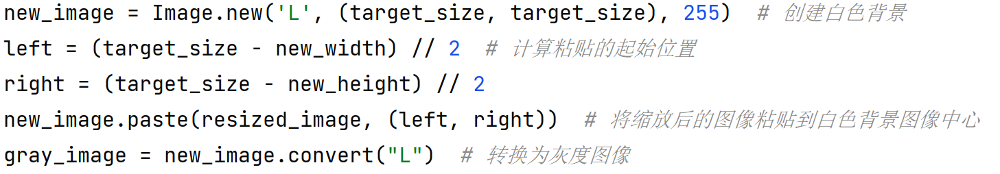 new_image = Image.new('L', (target_size, target_size), 255)  # 创建白色背景
left = (target_size - new_width) // 2  # 计算粘贴的起始位置
right = (target_size - new_height) // 2
new_image.paste(resized_image, (left, right))  # 将缩放后的图像粘贴到白色背景图像中心
gray_image = new_image.convert("L")  # 转换为灰度图像